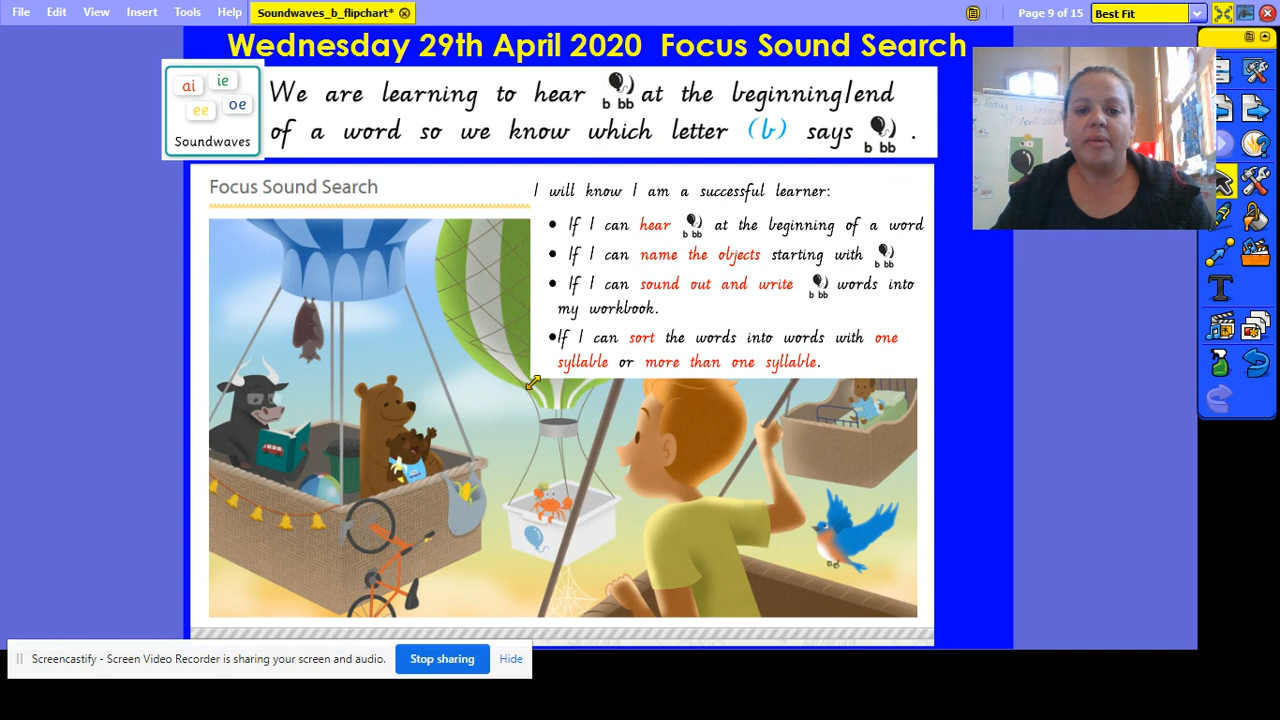 File Edit View Insert Tools Help Soundwaves_b_flipchart* Page 9 of 15 Best Fit
Wednesday 29th April 2020 Focus Sound Search
ai ie
ee oe
Soundwaves
We are learning to hear b bb at the beginning/end
of a word so we know which letter (b) says b bb .
Focus Sound Search
I will know I am a successful learner:
• If I can hear b bb at the beginning of a word
• If I can name the objects starting with b bb
• If I can sound out and write b bb words into
my workbook.
•If I can sort the words into words with one
syllable or more than one syllable.
Screencastify - Screen Video Recorder is sharing your screen and audio. Stop sharing Hide